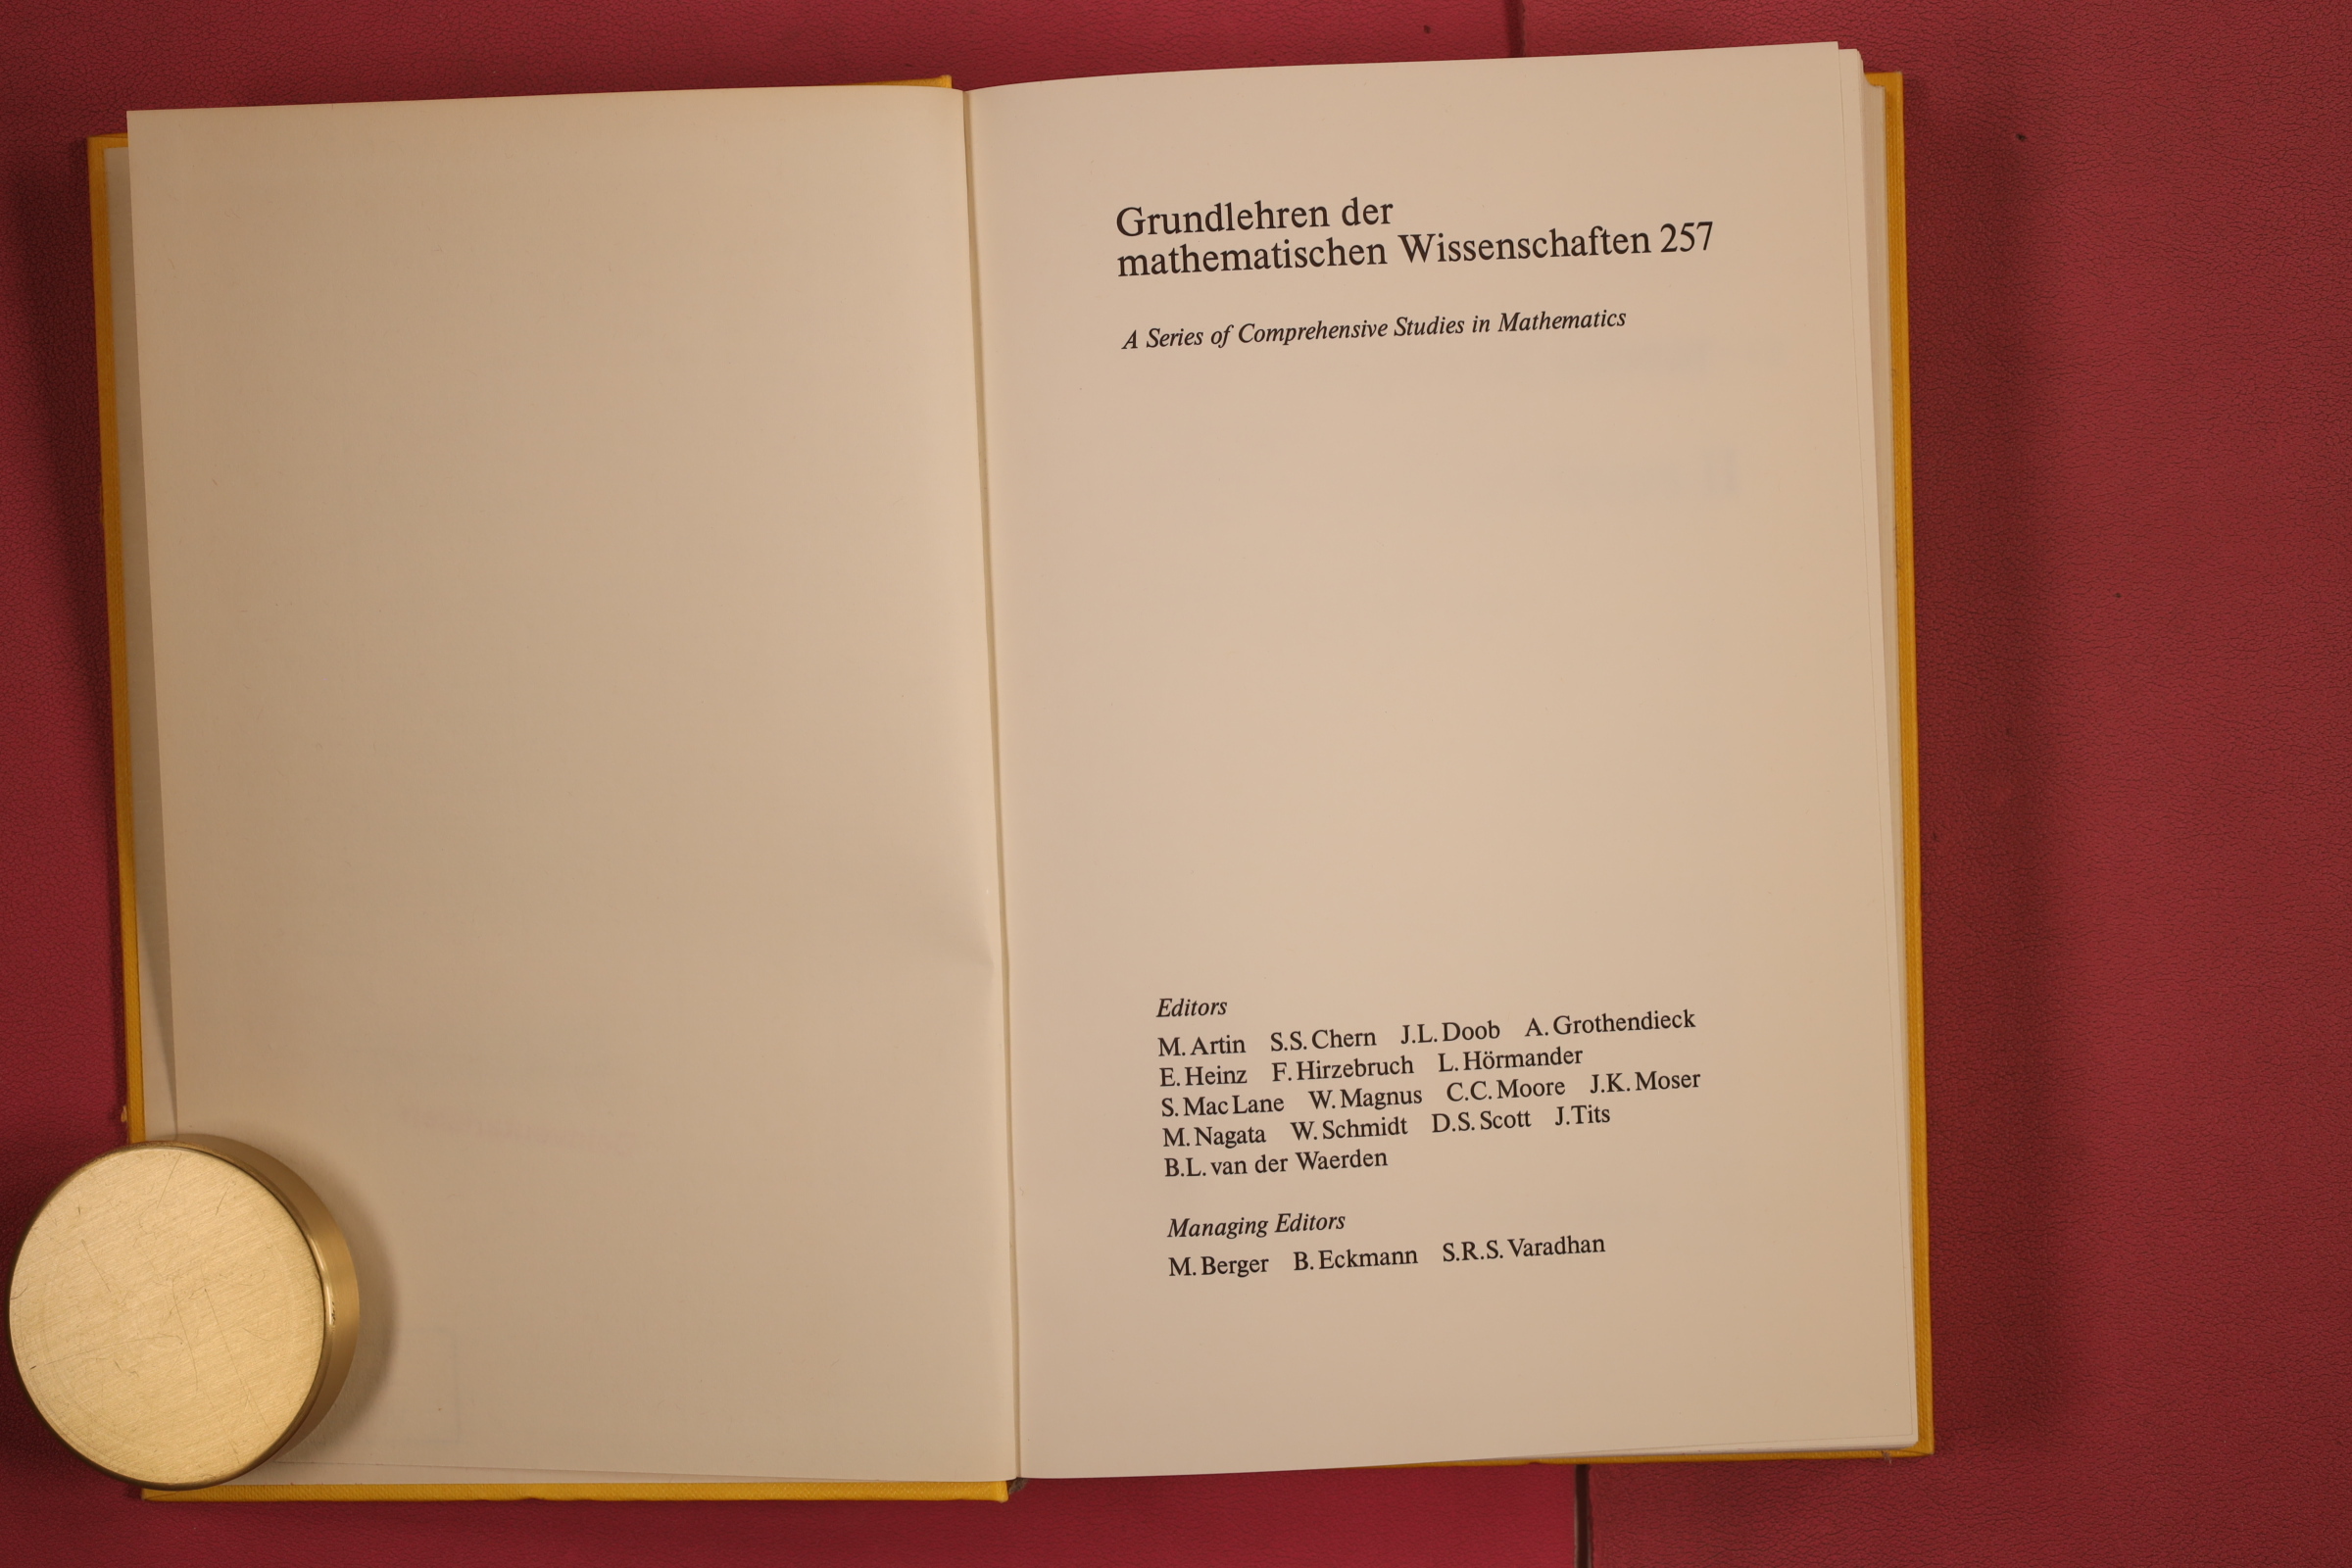 Grundlehren der
mathematischen Wissenschaften 257
A Series of Comprehensive Studies in Mathematics
Editors
M. Artin S.S. Chern J.L. Doob A. Grothendieck
E. Heinz F. Hirzebruch L. Hörmander
S. Mac Lane W. Magnus C.C. Moore J.K. Moser
M. Nagata W. Schmidt D.S. Scott J. Tits
B.L. van der Waerden
Managing Editors
M. Berger B. Eckmann S.R.S. Varadhan